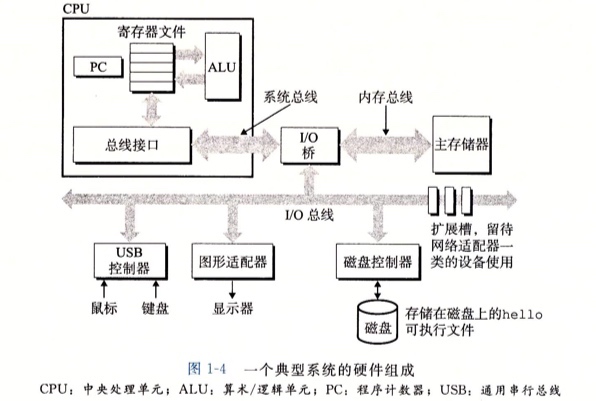 CPU
寄存器文件
PC
ALU
系统总线
内存总线
总线接口
I/O
桥
主存储器
I/O 总线
扩展槽，留待
网络适配器一
类的设备使用
USB
控制器
图形适配器
磁盘控制器
鼠标
键盘
显示器
磁盘
存储在磁盘上的hello
可执行文件
图 1-4 一个典型系统的硬件组成
CPU：中央处理单元；ALU：算术/逻辑单元；PC：程序计数器；USB：通用串行总线